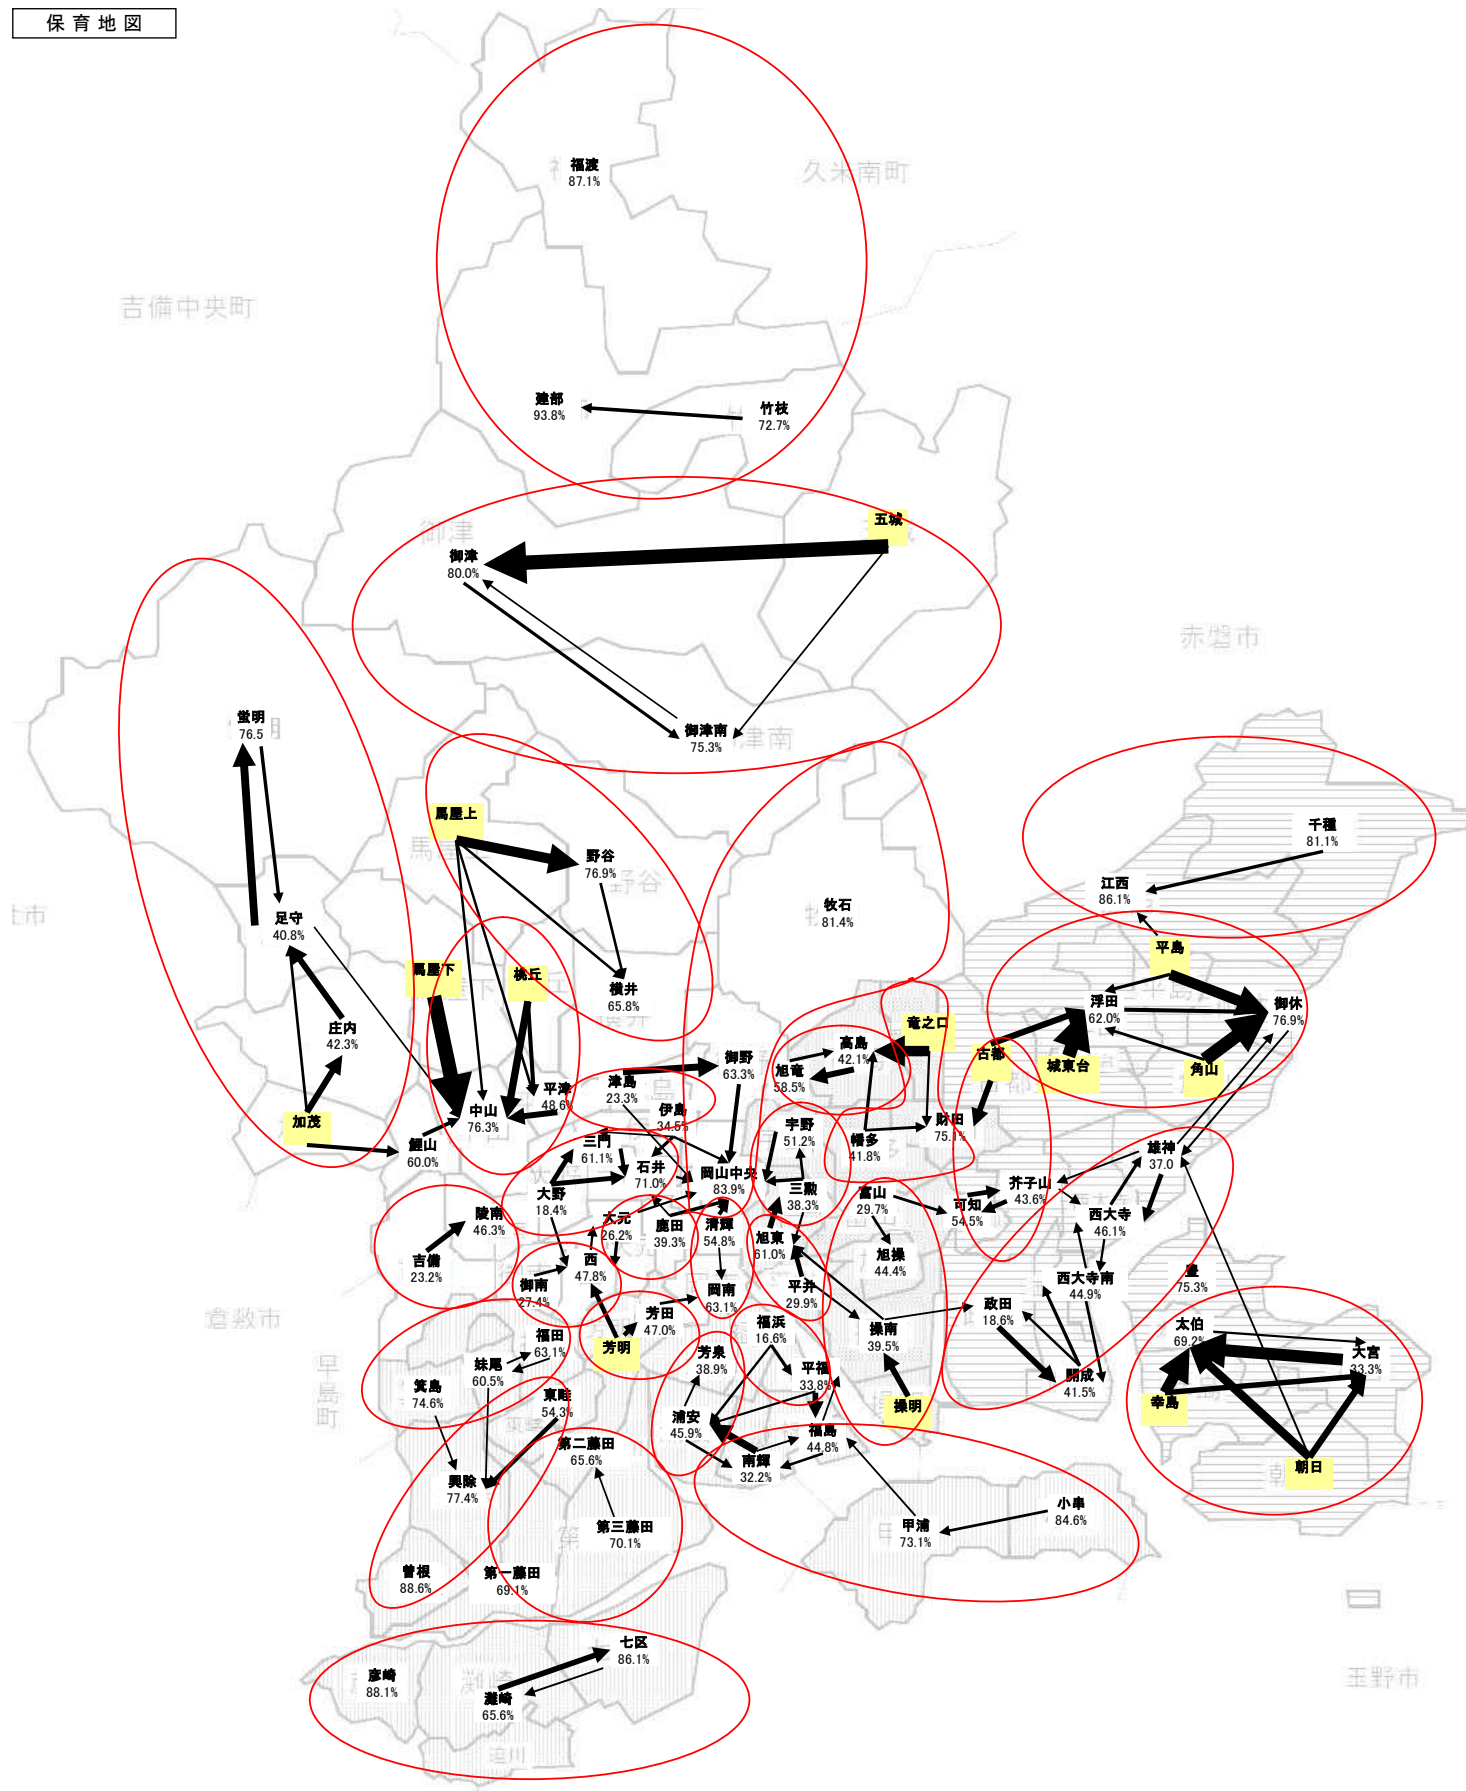 保育地図
福渡
87.1%
久米南町
吉備中央町
建部
93.8%
竹枝
72.7%
五城
御津
御津
80.0%
赤磐市
御津南
75.3%
津南
蛍明
76.5
馬屋上
野谷
76.9%
野谷
千種
81.1%
江西
86.1%
牧石
81.4%
足守
40.8%
平島
馬屋下
桃丘
横井
65.8%
浮田
62.0%
御休
76.9%
庄内
42.3%
竜之口
高島
42.1%
御野
63.3%
古都
城東台
角山
旭竜
58.5%
津島
23.3%
平津
48.6%
中山
76.3%
伊島
34.5%
加茂
鯉山
60.0%
三門
61.1%
宇野
51.2%
幡多
41.8%
財田
75.1%
雄神
37.0
石井
71.0%
岡山中央
83.9%
三勲
38.3%
富山
29.7%
芥子山
43.6%
可知
54.5%
大野
18.4%
陵南
46.3%
大元
26.2%
鹿田
39.3%
清輝
54.8%
旭東
61.0%
西大寺
46.1%
吉備
23.2%
西
47.8%
旭操
44.4%
御南
27.4%
岡南
63.1%
平井
29.9%
西大寺南
44.9%
豊
75.3%
倉敷市
政田
18.6%
芳田
47.0%
福浜
16.6%
操南
39.5%
太伯
69.2%
福田
63.1%
芳明
芳泉
38.9%
大宮
33.3%
早島町
妹尾
60.5%
平福
33.8%
開成
41.5%
箕島
74.6%
東畦
54.3%
幸島
操明
浦安
45.9%
福島
44.8%
第二藤田
65.6%
南輝
32.2%
朝日
興除
77.4%
小串
84.6%
第三藤田
70.1%
甲浦
73.1%
曽根
88.6%
第一藤田
69.1%
七区
86.1%
彦崎
88.1%
灘崎
65.6%
玉野市
迫川